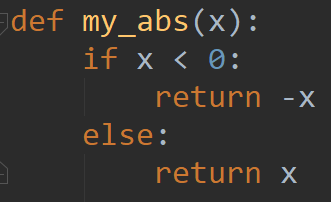 def my_abs(x):
    if x < 0:
        return -x
    else:
        return x